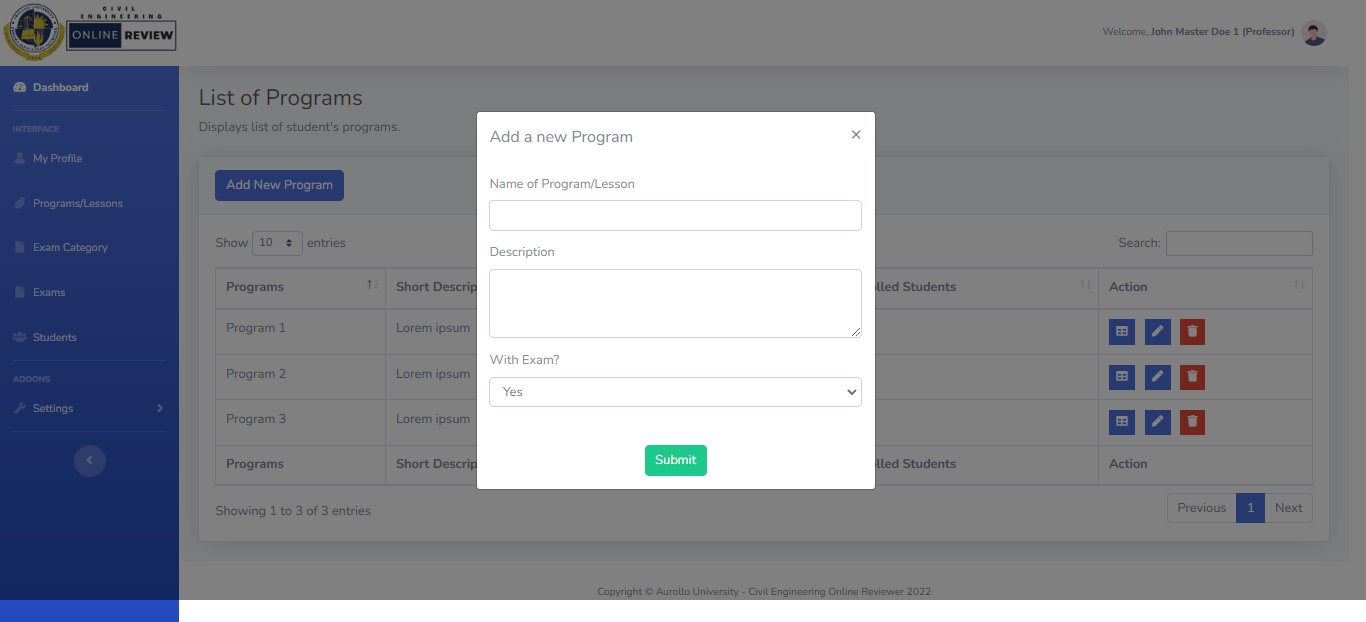 CIVIL
ENGINEERING
ONLINE REVIEW
Welcome, John Master Doe 1 (Professor)
Dashboard
INTERFACE
My Profile
Programs/Lessons
Exam Category
Exams
Students
ADDONS
Settings
List of Programs
Displays list of student's programs.
Add New Program
Show 10 entries
Search:
Programs Short Descrip lled Students Action
Program 1 Lorem ipsum
Program 2 Lorem ipsum
Program 3 Lorem ipsum
Programs Short Descrip lled Students Action
Showing 1 to 3 of 3 entries
Previous 1 Next
Add a new Program ×
Name of Program/Lesson
Description
With Exam?
Yes
Submit
Copyright © Aurollo University - Civil Engineering Online Reviewer 2022